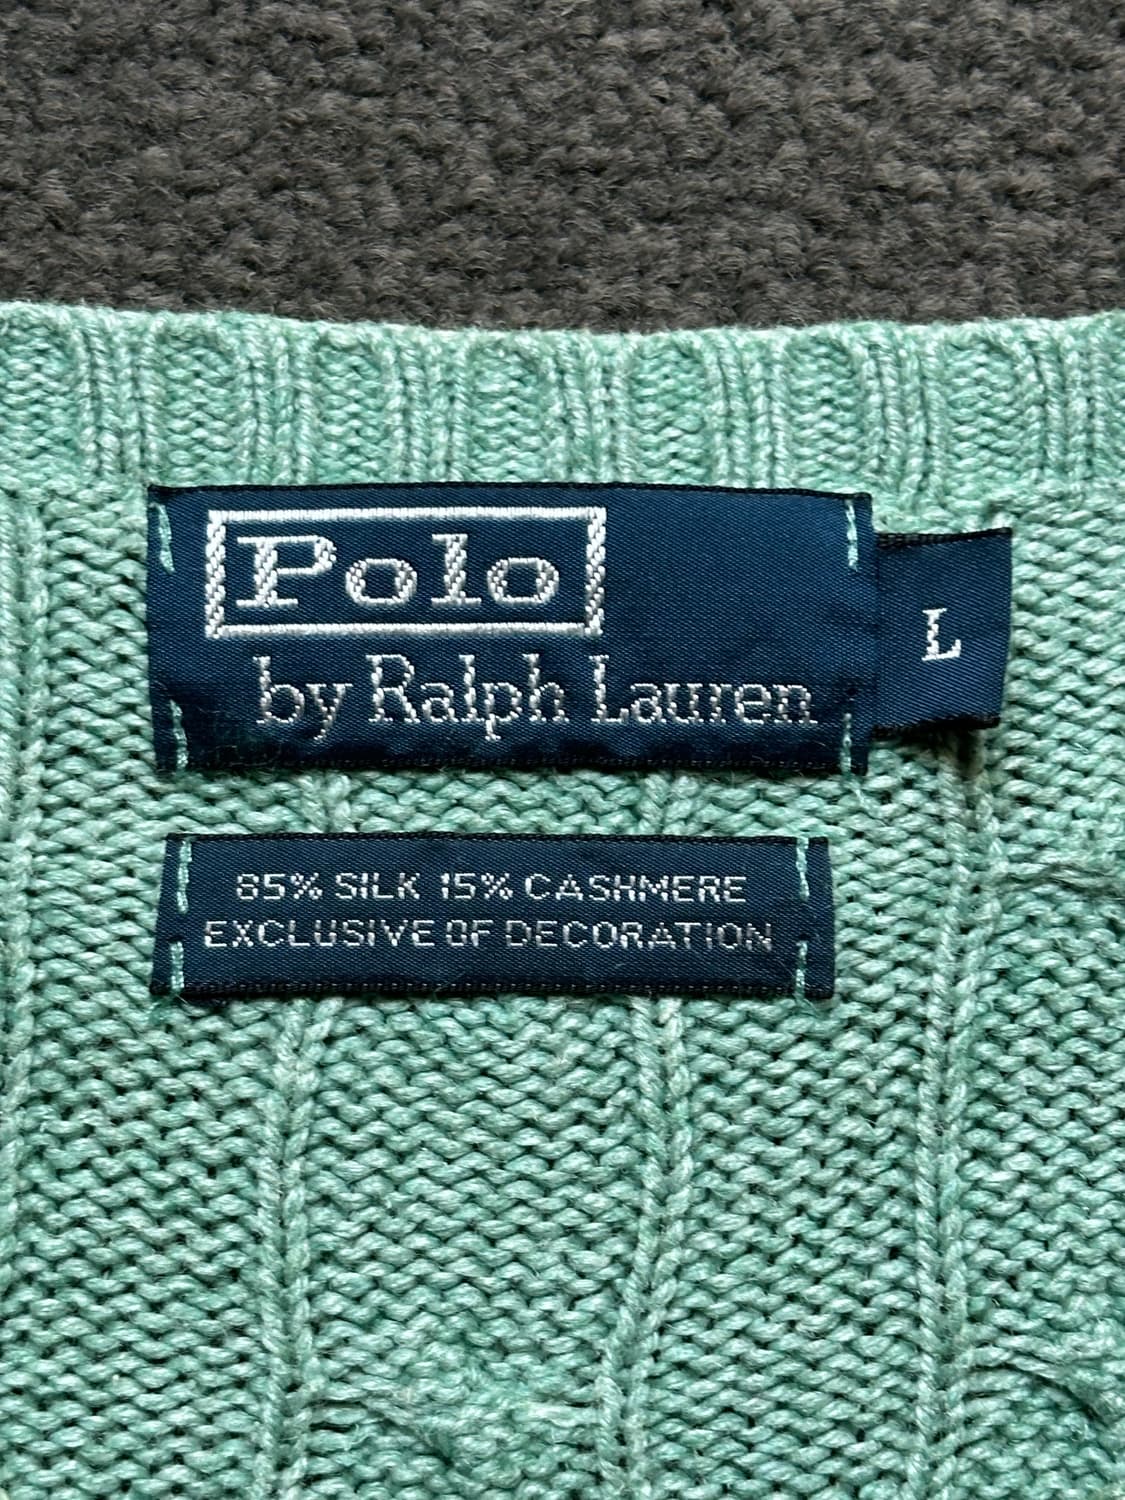 Polo
by Ralph Lauren
L
85% SILK 15% CASHMERE
EXCLUSIVE OF DECORATION